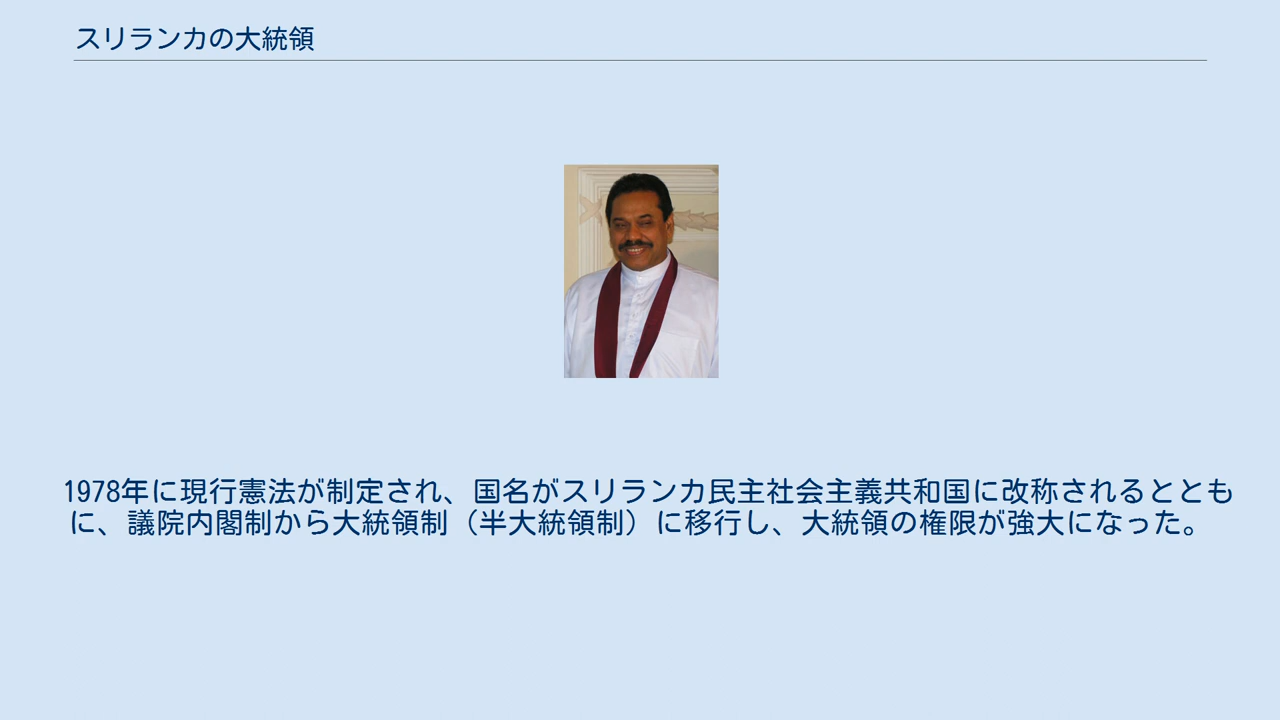 スリランカの大統領
1978年に現行憲法が制定され、国名がスリランカ民主社会主義共和国に改称されるととも
に、議院内閣制から大統領制（半大統領制）に移行し、大統領の権限が強大になった。